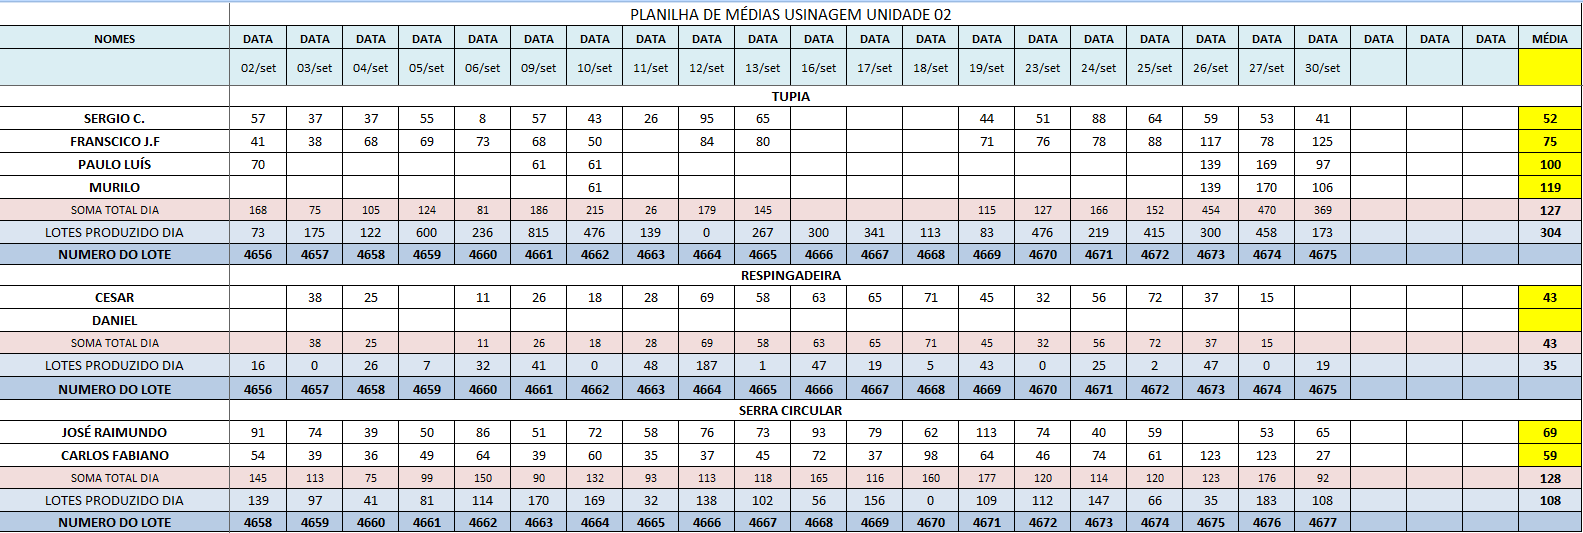 PLANILHA DE MÉDIAS USINAGEM UNIDADE 02
NOMES DATA DATA DATA DATA DATA DATA DATA DATA DATA DATA DATA DATA DATA DATA DATA DATA DATA DATA DATA DATA DATA DATA DATA MÉDIA
02/set 03/set 04/set 05/set 06/set 09/set 10/set 11/set 12/set 13/set 16/set 17/set 18/set 19/set 23/set 24/set 25/set 26/set 27/set 30/set
TUPIA
SERGIO C. 57 37 37 55 8 57 43 26 95 65 44 51 88 64 59 53 41 52
FRANSCICO J.F 41 38 68 69 73 68 50 84 80 71 76 78 88 117 78 125 75
PAULO LUÍS 70 61 61 139 169 97 100
MURILO 61 139 170 106 119
SOMA TOTAL DIA 168 75 105 124 81 186 215 26 179 145 115 127 166 152 454 470 369 127
LOTES PRODUZIDO DIA 73 175 122 600 236 815 476 139 0 267 300 341 113 83 476 219 415 300 458 173 304
NUMERO DO LOTE 4656 4657 4658 4659 4660 4661 4662 4663 4664 4665 4666 4667 4668 4669 4670 4671 4672 4673 4674 4675
RESPINGADEIRA
CESAR 38 25 11 26 18 28 69 58 63 65 71 45 32 56 72 37 15 43
DANIEL
SOMA TOTAL DIA 38 25 11 26 18 28 69 58 63 65 71 45 32 56 72 37 15 43
LOTES PRODUZIDO DIA 16 0 26 7 32 41 0 48 187 1 47 19 5 43 0 25 2 47 0 19 35
NUMERO DO LOTE 4656 4657 4658 4659 4660 4661 4662 4663 4664 4665 4666 4667 4668 4669 4670 4671 4672 4673 4674 4675
SERRA CIRCULAR
JOSÉ RAIMUNDO 91 74 39 50 86 51 72 58 76 73 93 79 62 113 74 40 59 53 65 69
CARLOS FABIANO 54 39 36 49 64 39 60 35 37 45 72 37 98 64 46 74 61 123 123 27 59
SOMA TOTAL DIA 145 113 75 99 150 90 132 93 113 118 165 116 160 177 120 114 120 123 176 92 128
LOTES PRODUZIDO DIA 139 97 41 81 114 170 169 32 138 102 56 156 0 109 112 147 66 35 183 108 108
NUMERO DO LOTE 4658 4659 4660 4661 4662 4663 4664 4665 4666 4667 4668 4669 4670 4671 4672 4673 4674 4675 4676 4677